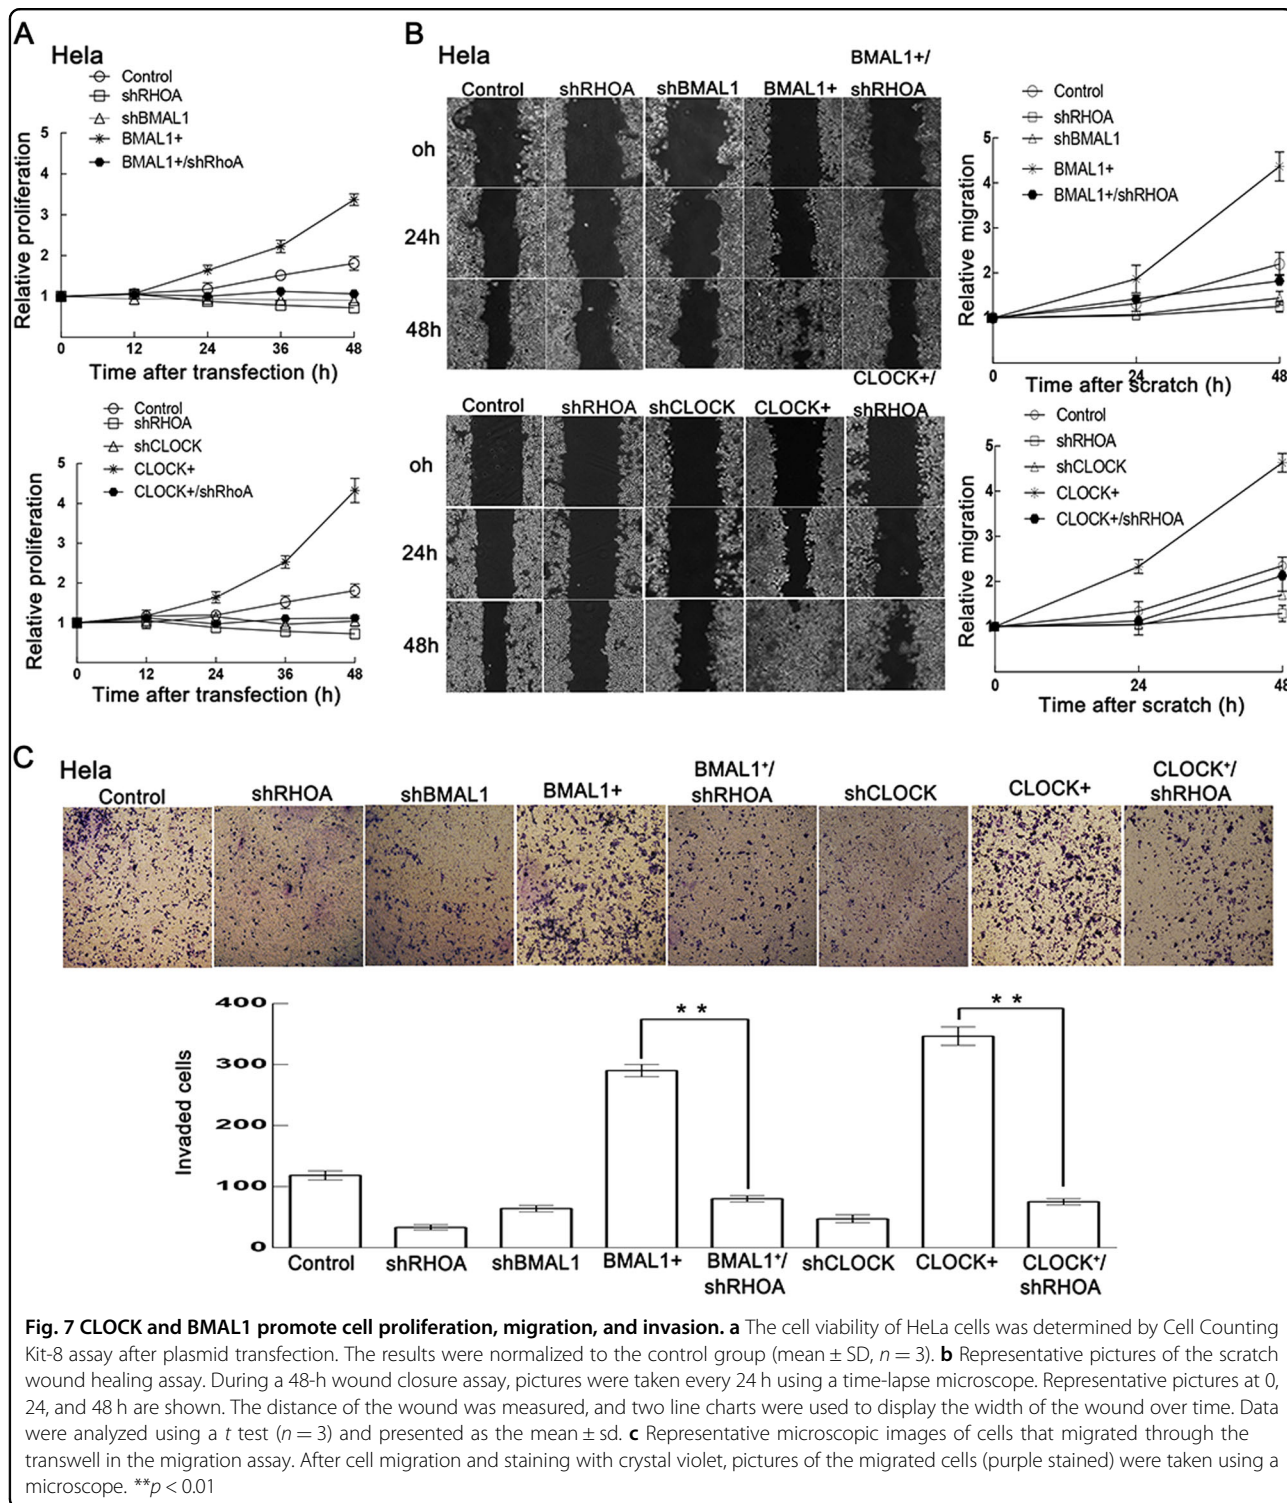 A
Hela
Control
shRHOA
shBMAL1
BMAL1+
BMAL1+/shRhoA
Relative proliferation
5
4
3
2
1
0 12 24 36 48
Time after transfection (h)
Control
shRHOA
shCLOCK
CLOCK+
CLOCK+/shRhoA
Relative proliferation
5
4
3
2
1
0 12 24 36 48
Time after transfection (h)
B
Hela
BMAL1+/
Control shRHOA shBMAL1 BMAL1+ shRHOA
oh
24h
48h
Control
shRHOA
shBMAL1
BMAL1+
BMAL1+/shRHOA
Relative migration
5
4
3
2
1
0 24 48
Time after scratch (h)
CLOCK+/
Control shRHOA shCLOCK CLOCK+ shRHOA
oh
24h
48h
Control
shRHOA
shCLOCK
CLOCK+
CLOCK+/shRHOA
Relative migration
5
4
3
2
1
0 24 48
Time after scratch (h)
C
Hela
Control shRHOA shBMAL1 BMAL1+ BMAL1⁺/ shCLOCK CLOCK+ CLOCK⁺/
shRHOA shRHOA
Invaded cells
400
300
200
100
0
* *
* *
Control shRHOA shBMAL1 BMAL1+ BMAL1⁺/ shCLOCK CLOCK+ CLOCK⁺/
shRHOA shRHOA
Fig. 7 CLOCK and BMAL1 promote cell proliferation, migration, and invasion. a The cell viability of HeLa cells was determined by Cell Counting
Kit-8 assay after plasmid transfection. The results were normalized to the control group (mean ± SD, n = 3). b Representative pictures of the scratch
wound healing assay. During a 48-h wound closure assay, pictures were taken every 24 h using a time-lapse microscope. Representative pictures at 0,
24, and 48 h are shown. The distance of the wound was measured, and two line charts were used to display the width of the wound over time. Data
were analyzed using a t test (n = 3) and presented as the mean ± sd. c Representative microscopic images of cells that migrated through the
transwell in the migration assay. After cell migration and staining with crystal violet, pictures of the migrated cells (purple stained) were taken using a
microscope. **p < 0.01